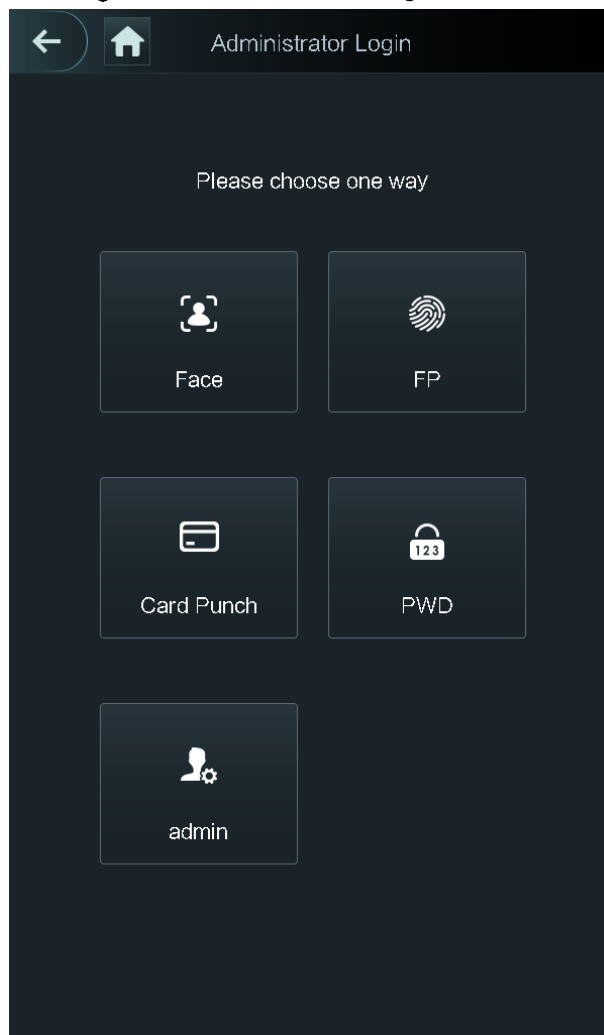 Administrator Login
Please choose one way
Face
FP
123
Card Punch
PWD
admin